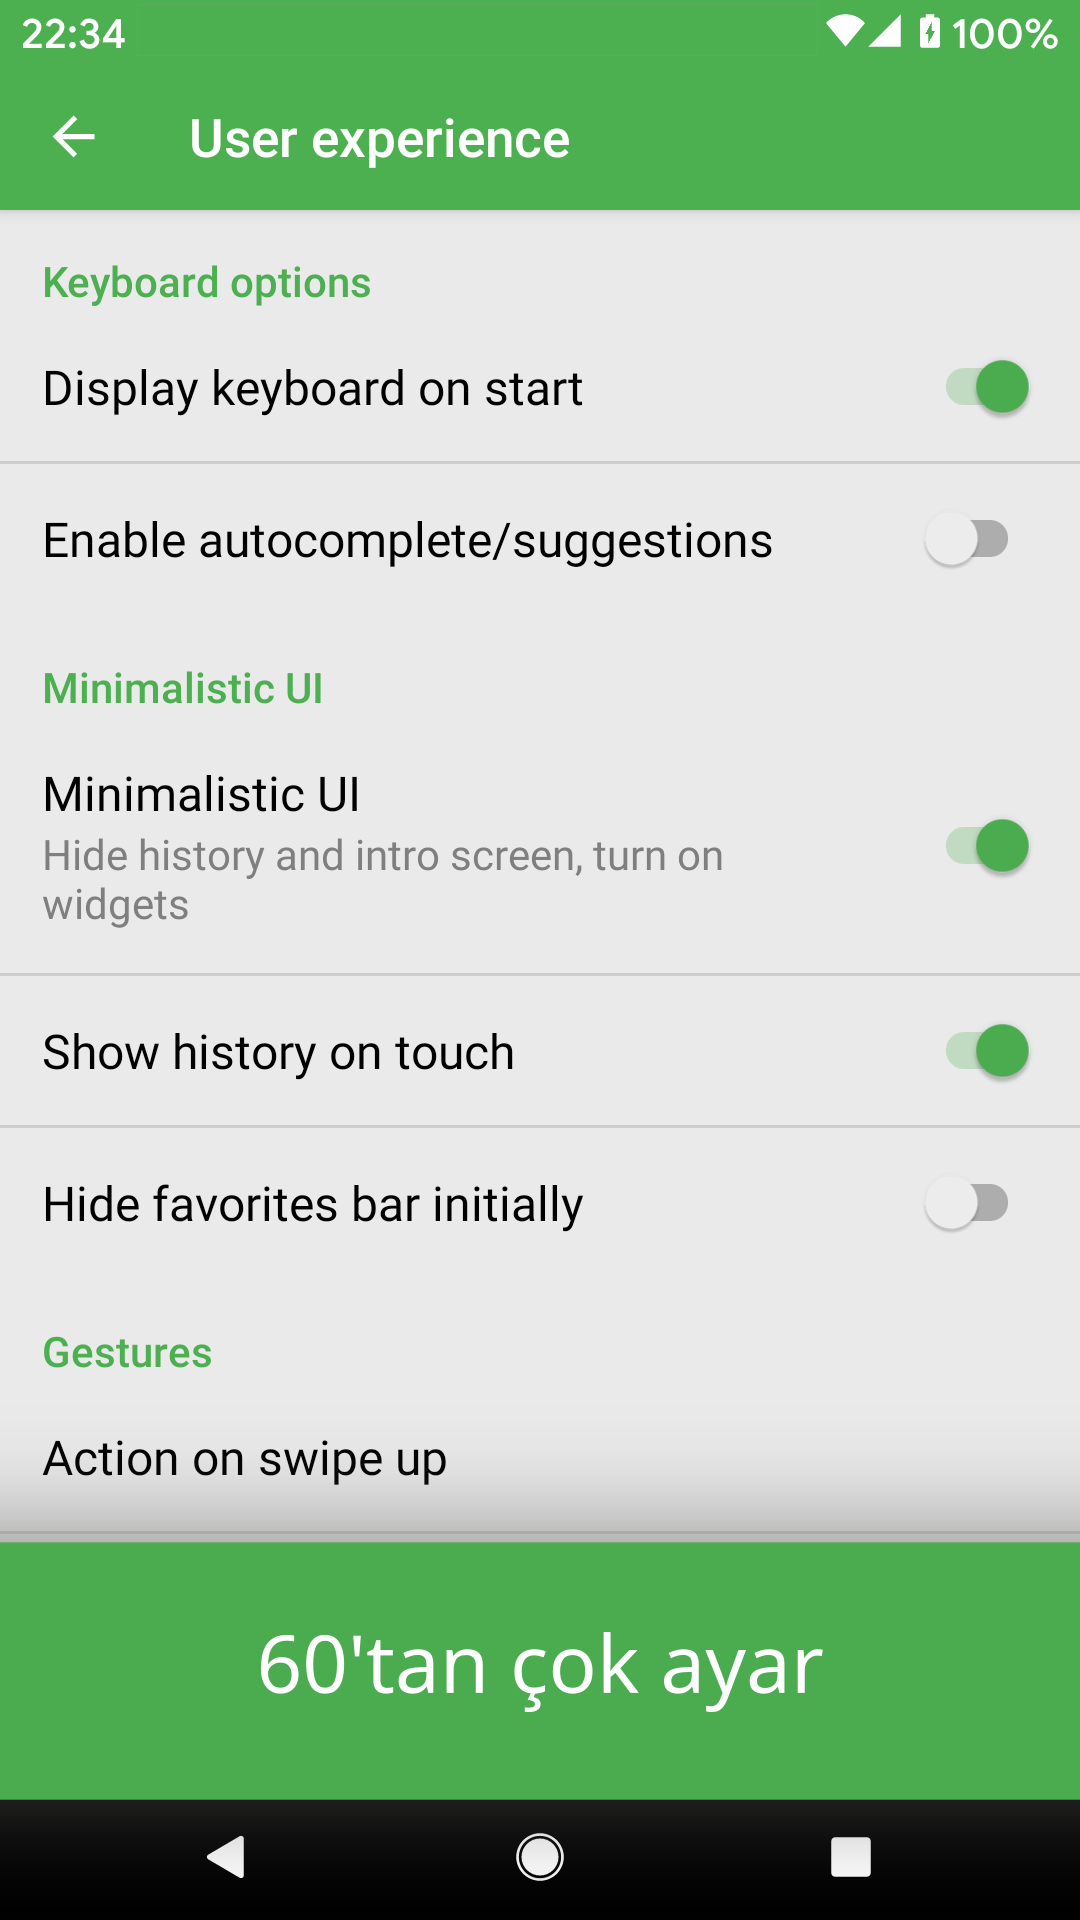 22:34
100%
User experience
Keyboard options
Display keyboard on start
Enable autocomplete/suggestions
Minimalistic UI
Minimalistic UI
Hide history and intro screen, turn on
widgets
Show history on touch
Hide favorites bar initially
Gestures
Action on swipe up
60'tan çok ayar